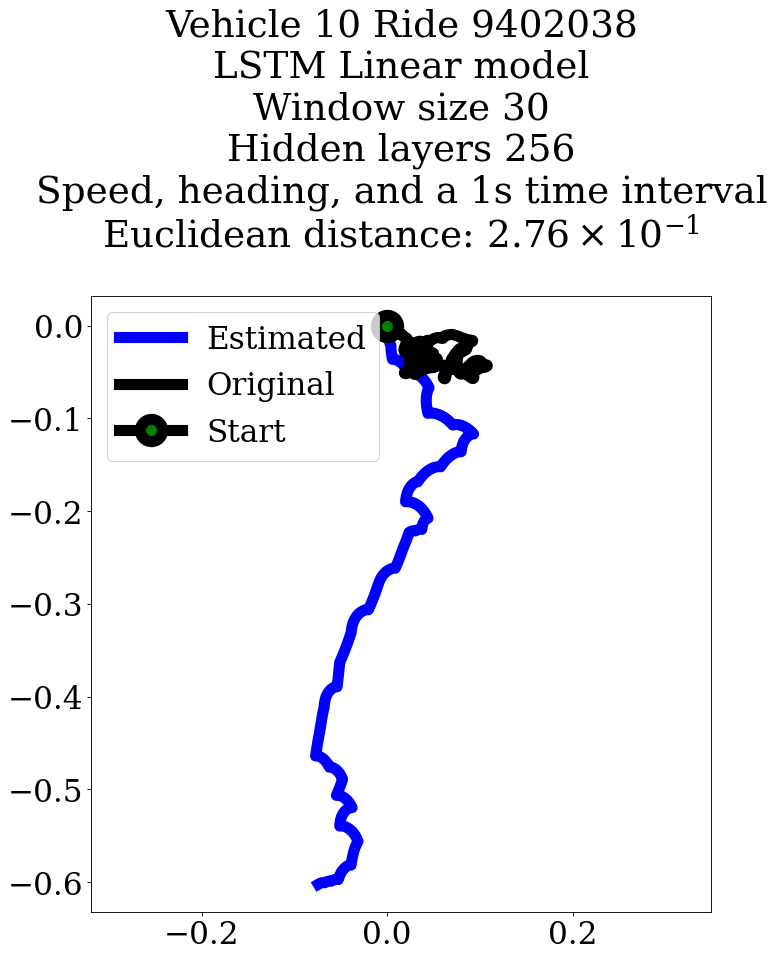 Vehicle 10 Ride 9402038
LSTM Linear model
Window size 30
Hidden layers 256
Speed, heading, and a 1s time interval
Euclidean distance: 2.76 × 10⁻¹
Estimated
Original
Start
0.0
−0.1
−0.2
−0.3
−0.4
−0.5
−0.6
−0.2 0.0 0.2